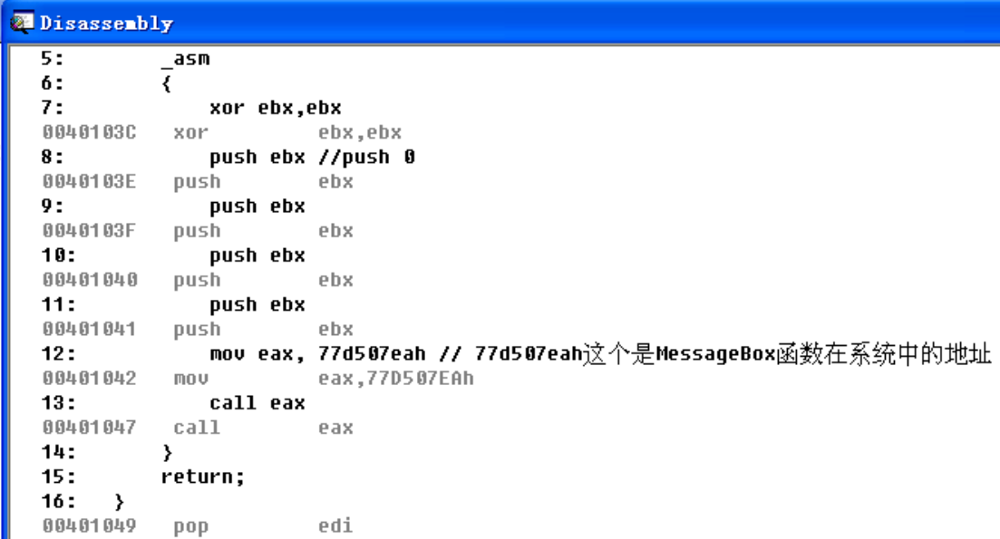 Disassembly
5: _asm
6: {
7: xor ebx,ebx
0040103C xor ebx,ebx
8: push ebx //push 0
0040103E push ebx
9: push ebx
0040103F push ebx
10: push ebx
00401040 push ebx
11: push ebx
00401041 push ebx
12: mov eax, 77d507eah // 77d507eah这个是MessageBox函数在系统中的地址
00401042 mov eax,77D507EAh
13: call eax
00401047 call eax
14: }
15: return;
16: }
00401049 pop edi